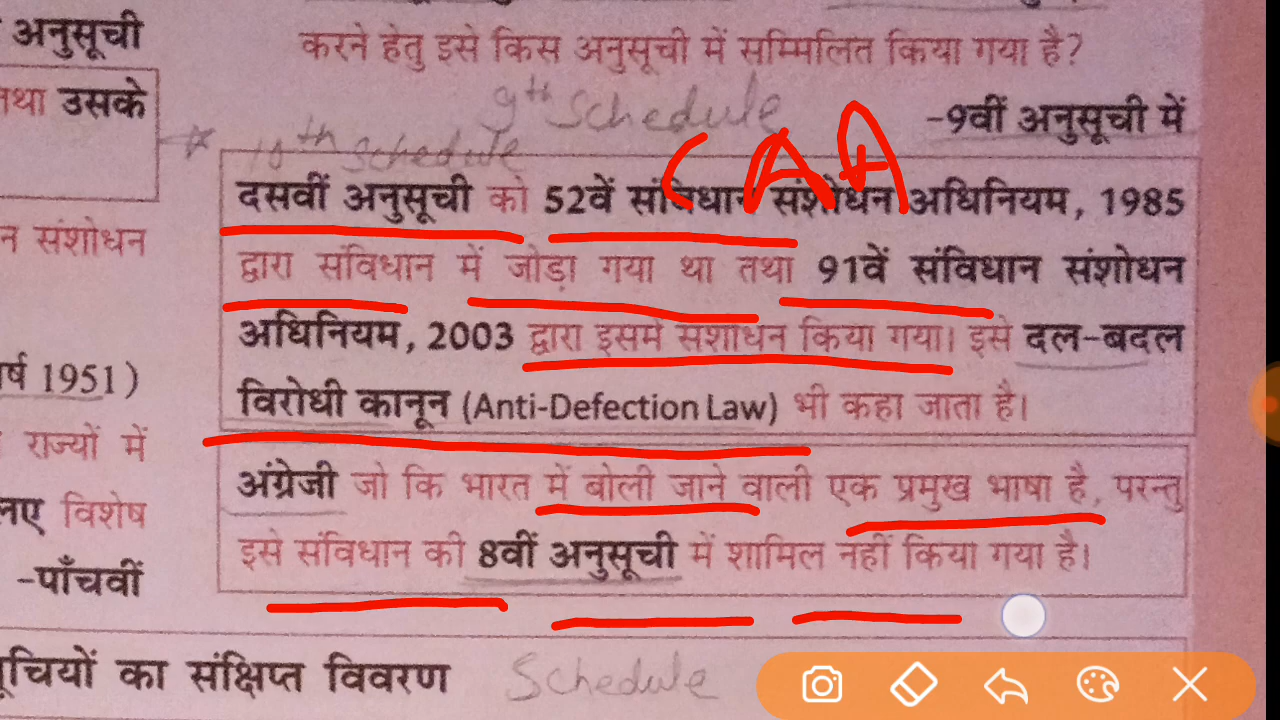 अनुसूची
तथा उसके
न संशोधन
र्ष 1951)
राज्यों में
लए विशेष
-पाँचवीं
करने हेतु इसे किस अनुसूची में सम्मिलित किया गया है?
9th Schedule
-9वीं अनुसूची में
10th Schedule
CAA
दसवीं अनुसूची को 52वें संविधान संशोधन अधिनियम, 1985
द्वारा संविधान में जोड़ा गया था तथा 91वें संविधान संशोधन
अधिनियम, 2003 द्वारा इसमें संशोधन किया गया। इसे दल-बदल
विरोधी कानून (Anti-Defection Law) भी कहा जाता है।
अंग्रेजी जो कि भारत में बोली जाने वाली एक प्रमुख भाषा है, परन्तु
इसे संविधान की 8वीं अनुसूची में शामिल नहीं किया गया है।
ूचियों का संक्षिप्त विवरण
Schedule